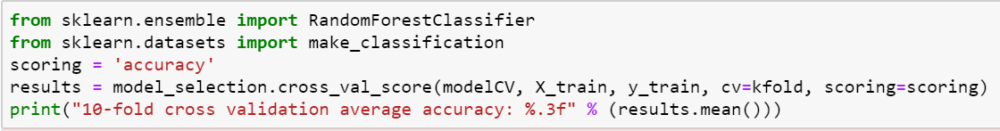 from sklearn.ensemble import RandomForestClassifier
from sklearn.datasets import make_classification
scoring = 'accuracy'
results = model_selection.cross_val_score(modelCV, X_train, y_train, cv=kfold, scoring=scoring)
print("10-fold cross validation average accuracy: %.3f" % (results.mean()))